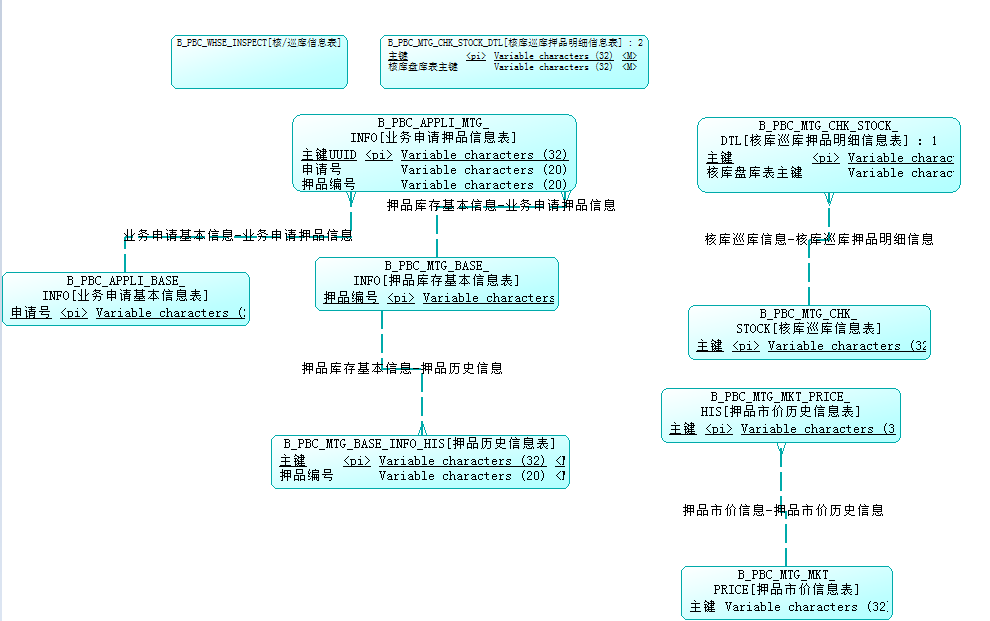 B_PBC_WHSE_INSPECT[核/巡库信息表]
B_PBC_MTG_CHK_STOCK_DTL[核库巡库押品明细信息表] : 2
主键 <pi> Variable characters (32) <M>
核库盘库表主键 Variable characters (32) <M>
B_PBC_APPLI_MTG_
INFO[业务申请押品信息表]
主键UUID <pi> Variable characters (32)
申请号 Variable characters (20)
押品编号 Variable characters (20)
B_PBC_MTG_CHK_STOCK_
DTL[核库巡库押品明细信息表] : 1
主键 <pi> Variable charac
核库盘库表主键 Variable charac
押品库存基本信息-业务申请押品信息
业务申请基本信息-业务申请押品信息
核库巡库信息-核库巡库押品明细信息
B_PBC_APPLI_BASE_
INFO[业务申请基本信息表]
申请号 <pi> Variable characters (
B_PBC_MTG_BASE_
INFO[押品库存基本信息表]
押品编号 <pi> Variable characters
B_PBC_MTG_CHK_
STOCK[核库巡库信息表]
主键 <pi> Variable characters (32
押品库存基本信息-押品历史信息
B_PBC_MTG_MKT_PRICE_
HIS[押品市价历史信息表]
主键 <pi> Variable characters (3
B_PBC_MTG_BASE_INFO_HIS[押品历史信息表]
主键 <pi> Variable characters (32) <
押品编号 Variable characters (20) <
押品市价信息-押品市价历史信息
B_PBC_MTG_MKT_
PRICE[押品市价信息表]
主键 Variable characters (32